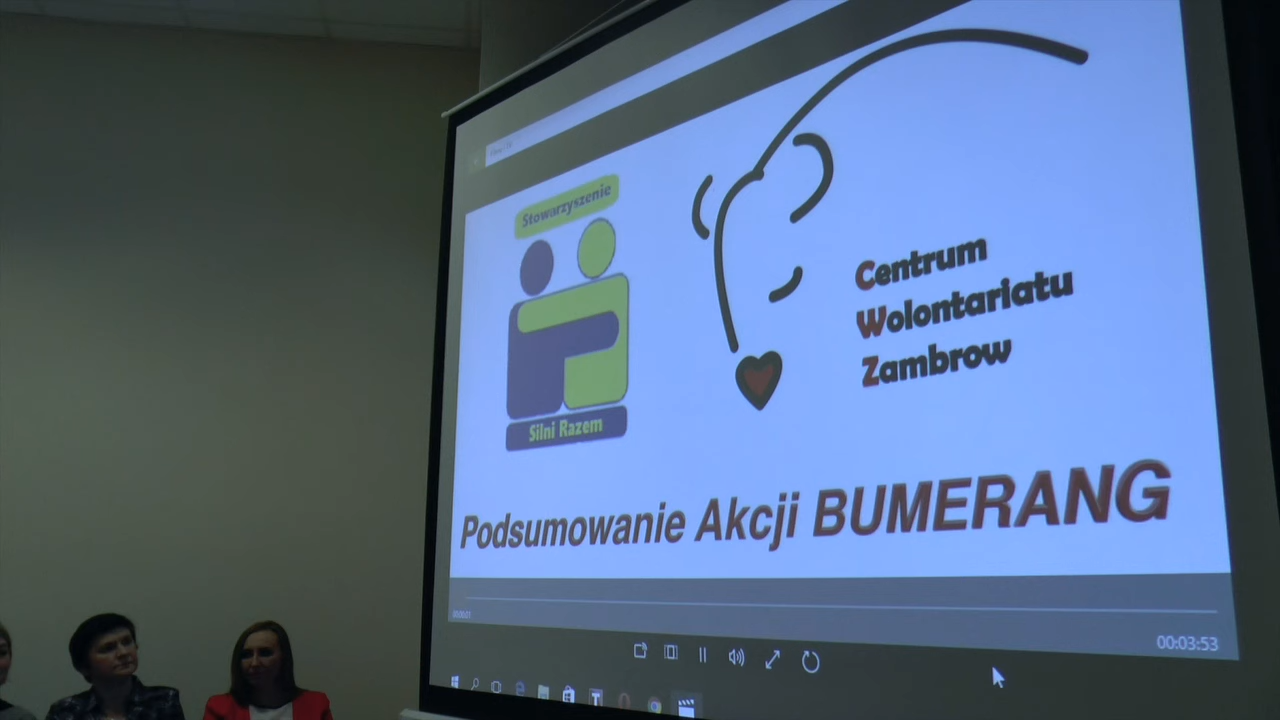 Stowarzyszenie
Silni Razem
Centrum
Wolontariatu
Zambrow
Podsumowanie Akcji BUMERANG
00:03:53